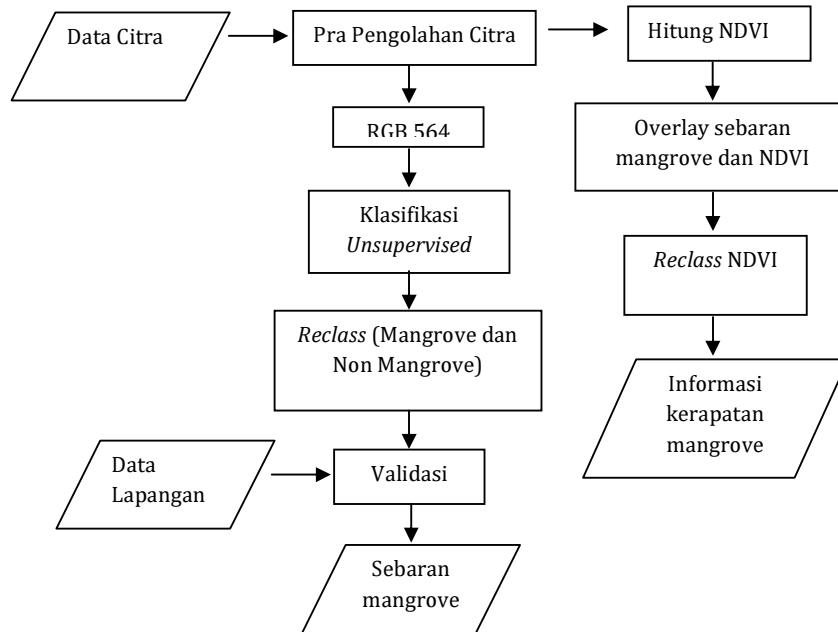 Data Citra
Pra Pengolahan Citra
Hitung NDVI
RGB 564
Overlay sebaran
mangrove dan NDVI
Klasifikasi
Unsupervised
Reclass NDVI
Reclass (Mangrove dan
Non Mangrove)
Informasi
kerapatan
mangrove
Data
Lapangan
Validasi
Sebaran
mangrove